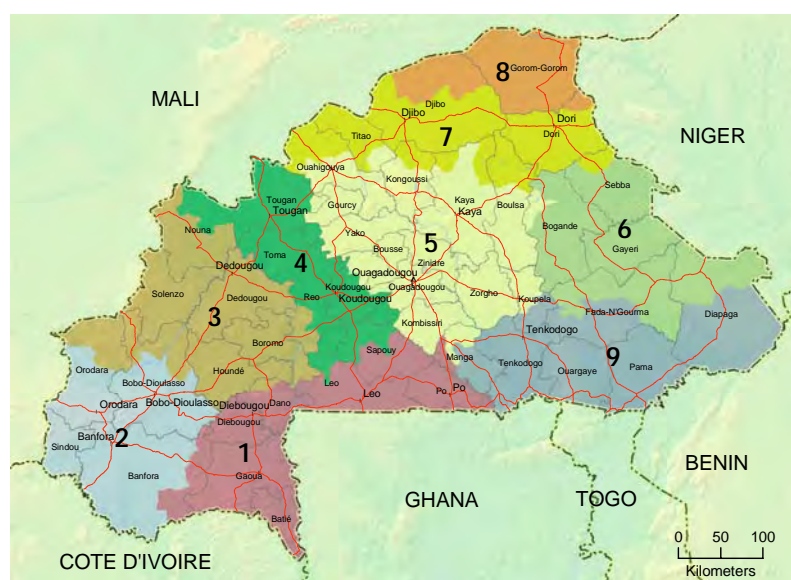 8
Gorom-Gorom
MALI
Djibo
Djibo
Dori
Dori
7
Titao
NIGER
Ouahigouya
Kongoussi
Sebba
Tougan
Tougan
Gourcy
Kaya
Kaya
Boulsa
Bogande
6
Nouna
Yako
5
Gayeri
Toma
4
Bousse
Ziniare
Dedougou
Ouagadougou
Ouagadougou
Solenzo
Dedougou
Koudougou
Koudougou
Reo
Zorgho
Koupela
Fada-N'Gourma
Diapaga
3
Kombissiri
Tenkodogo
Boromo
Sapouy
Manga
Tenkodogo
9
Orodara
Houndé
Ouargaye
Pama
Bobo-Dioulasso
Leo
Leo
Po
Po
Orodara
Bobo-Dioulasso
Diebougou
Dano
Diebougou
Banfora
2
Sindou
1
Banfora
Gaoua
BENIN
GHANA
TOGO
Batié
COTE D'IVOIRE
0 50 100
Kilometers